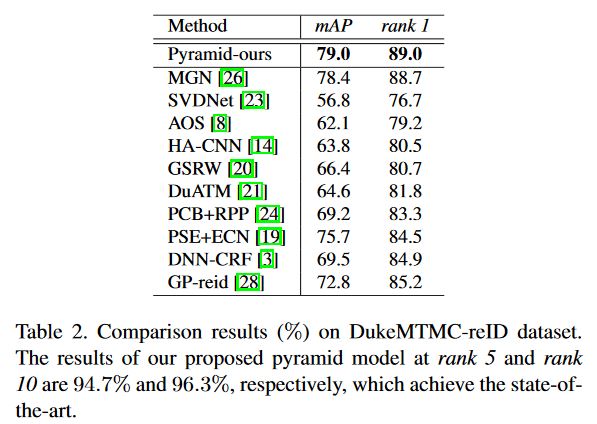 Method mAP rank 1
Pyramid-ours 79.0 89.0
MGN [26] 78.4 88.7
SVDNet [23] 56.8 76.7
AOS [8] 62.1 79.2
HA-CNN [14] 63.8 80.5
GSRW [20] 66.4 80.7
DuATM [21] 64.6 81.8
PCB+RPP [24] 69.2 83.3
PSE+ECN [19] 75.7 84.5
DNN-CRF [3] 69.5 84.9
GP-reid [28] 72.8 85.2
Table 2. Comparison results (%) on DukeMTMC-reID dataset.
The results of our proposed pyramid model at rank 5 and rank
10 are 94.7% and 96.3%, respectively, which achieve the state-of-
the-art.